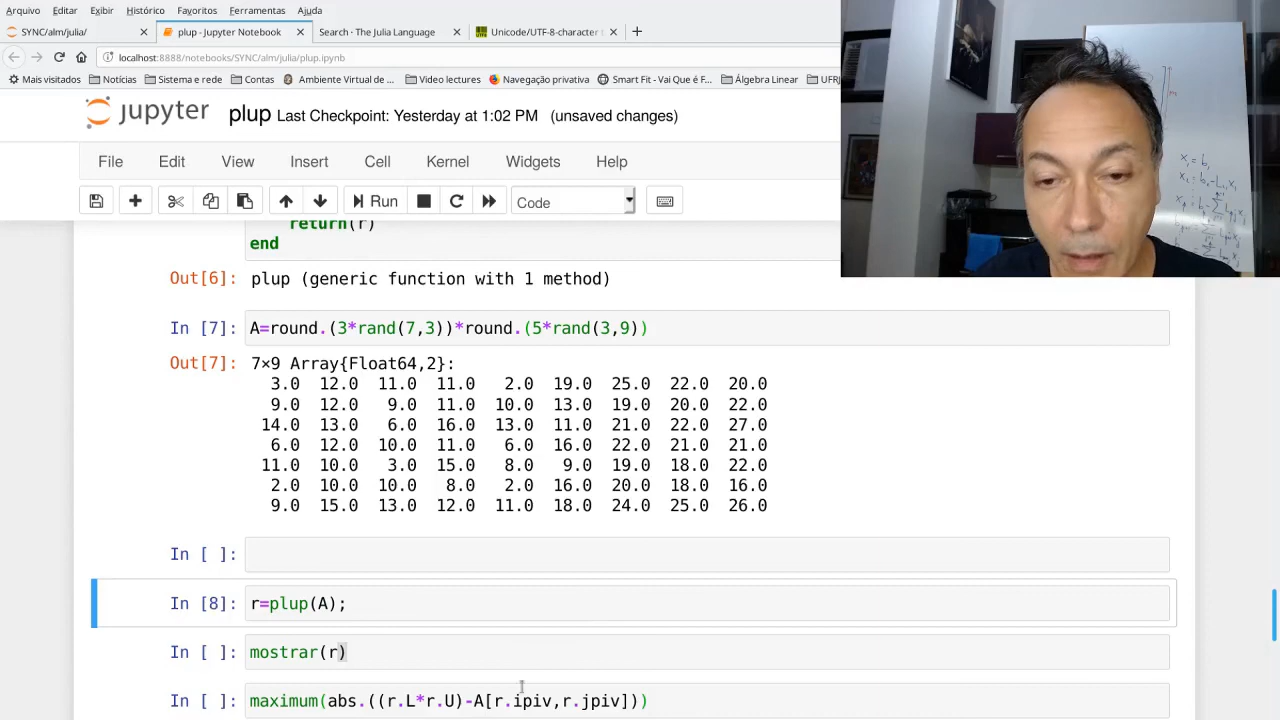 Arquivo Editar Exibir Histórico Favoritos Ferramentas Ajuda
SYNC/alm/julia/ plup - Jupyter Notebook Search · The Julia Language Unicode/UTF-8-character
localhost:8888/notebooks/SYNC/alm/julia/plup.ipynb
Mais visitados Notícias Sistema e rede Contas Ambiente Virtual de ... Video lectures Navegação privativa Smart Fit - Vai Que é F... Álgebra Linear UFRJ
jupyter plup Last Checkpoint: Yesterday at 1:02 PM (unsaved changes)
File Edit View Insert Cell Kernel Widgets Help
Run Code
return(r)
end
Out[6]: plup (generic function with 1 method)
In [7]: A=round.(3*rand(7,3))*round.(5*rand(3,9))
Out[7]: 7×9 Array{Float64,2}:
3.0 12.0 11.0 11.0 2.0 19.0 25.0 22.0 20.0
9.0 12.0 9.0 11.0 10.0 13.0 19.0 20.0 22.0
14.0 13.0 6.0 16.0 13.0 11.0 21.0 22.0 27.0
6.0 12.0 10.0 11.0 6.0 16.0 22.0 21.0 21.0
11.0 10.0 3.0 15.0 8.0 9.0 19.0 18.0 22.0
2.0 10.0 10.0 8.0 2.0 16.0 20.0 18.0 16.0
9.0 15.0 13.0 12.0 11.0 18.0 24.0 25.0 26.0
In [ ]:
In [8]: r=plup(A);
In [ ]: mostrar(r)
In [ ]: maximum(abs.((r.L*r.U)-A[r.ipiv,r.jpiv]))